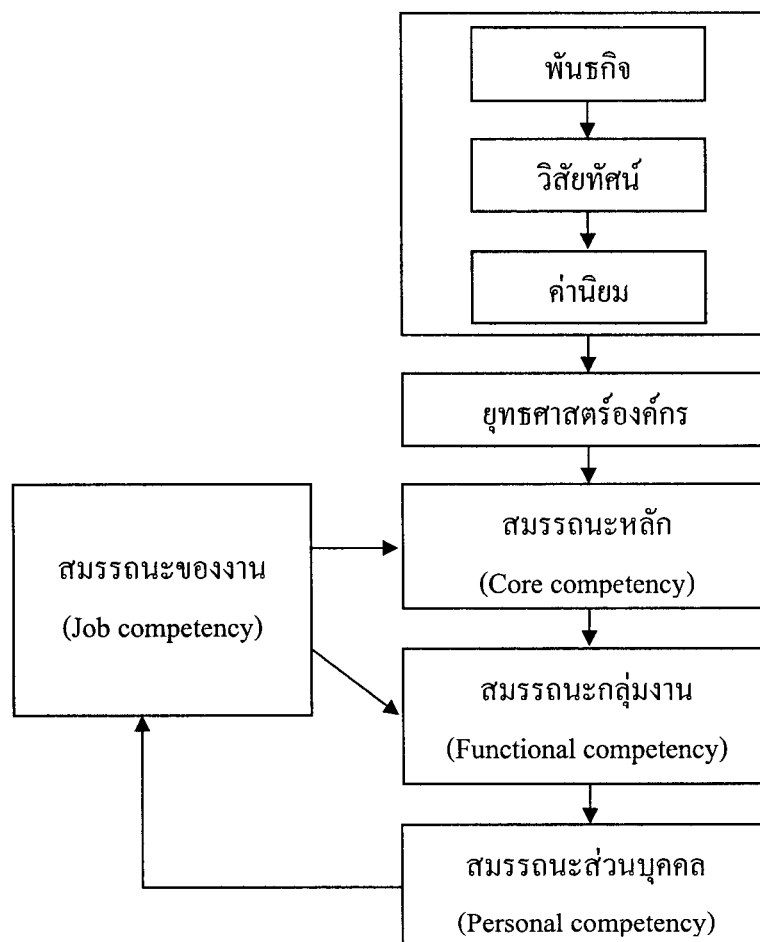 พันธกิจ
วิสัยทัศน์
ค่านิยม
ยุทธศาสตร์องค์กร
สมรรถนะหลัก
(Core competency)
สมรรถนะของงาน
(Job competency)
สมรรถนะกลุ่มงาน
(Functional competency)
สมรรถนะส่วนบุคคล
(Personal competency)